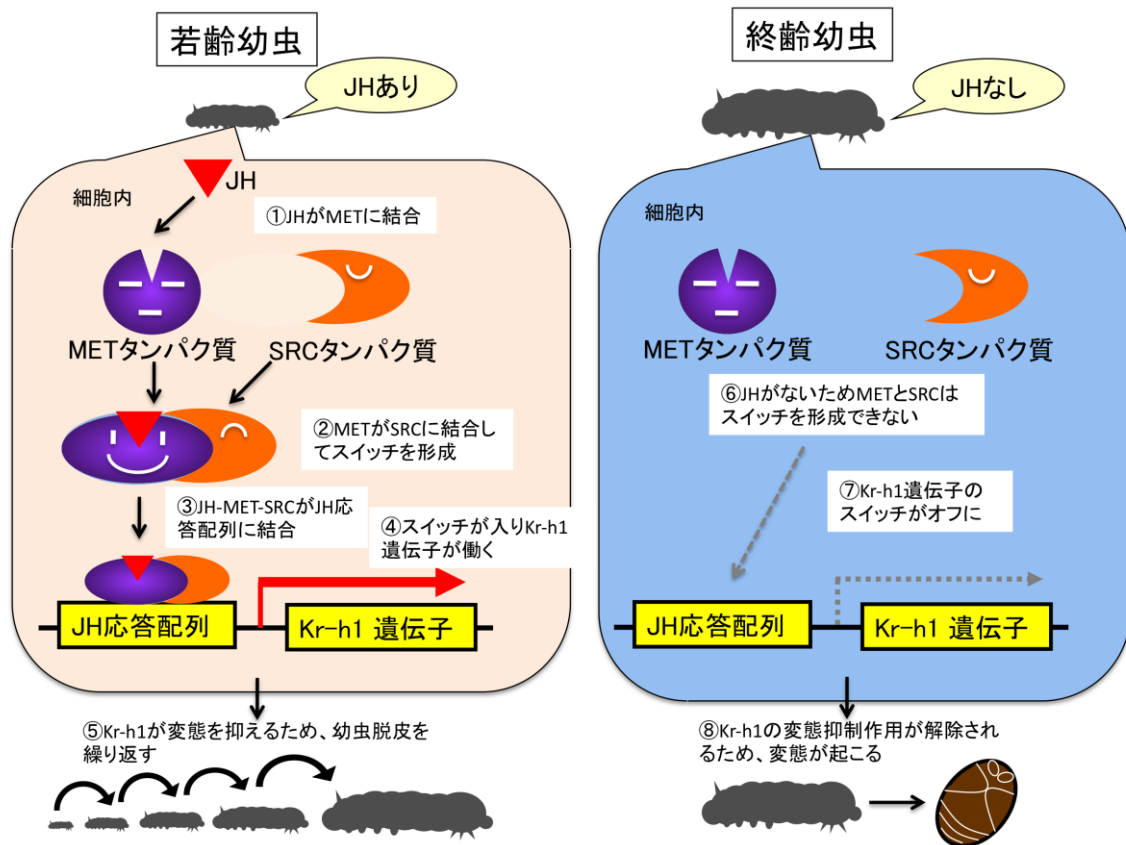 若齢幼虫
JHあり
細胞内
JH
①JHがMETに結合
METタンパク質
SRCタンパク質
②METがSRCに結合し
てスイッチを形成
③JH-MET-SRCがJH応
答配列に結合
④スイッチが入りKr-h1
遺伝子が働く
JH応答配列
Kr-h1 遺伝子
⑤Kr-h1が変態を抑えるため、幼虫脱皮を
繰り返す
終齢幼虫
JHなし
細胞内
METタンパク質
SRCタンパク質
⑥JHがないためMETとSRCは
スイッチを形成できない
⑦Kr-h1遺伝子の
スイッチがオフに
JH応答配列
Kr-h1 遺伝子
⑧Kr-h1の変態抑制作用が解除され
るため、変態が起こる